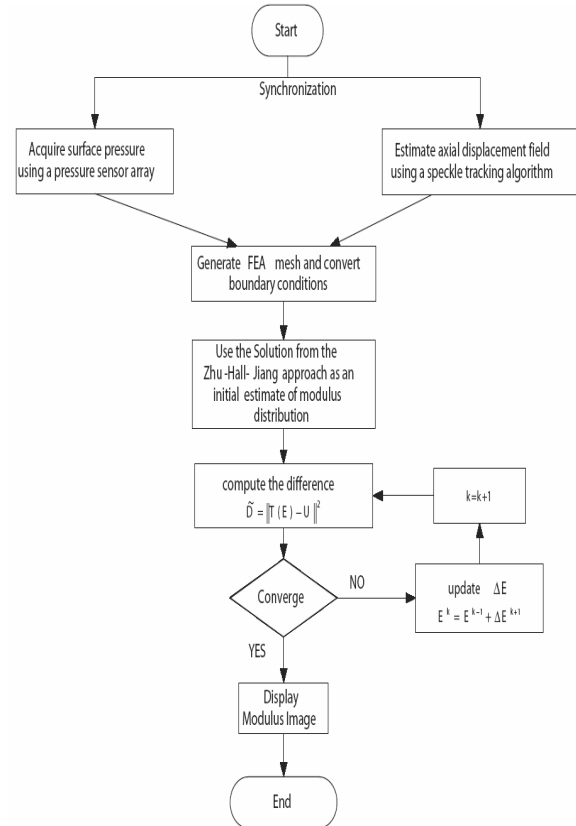 Start
Synchronization
Acquire surface pressure
using a pressure sensor array
Estimate axial displacement field
using a speckle tracking algorithm
Generate FEA mesh and convert
boundary conditions
Use the Solution from the
Zhu-Hall-Jiang approach as an
initial estimate of modulus
distribution
compute the difference
D̃ = ‖T (E) – U‖²
k=k+1
Converge
NO
update ΔE
E^k = E^{k-1} + ΔE^{k+1}
YES
Display
Modulus Image
End